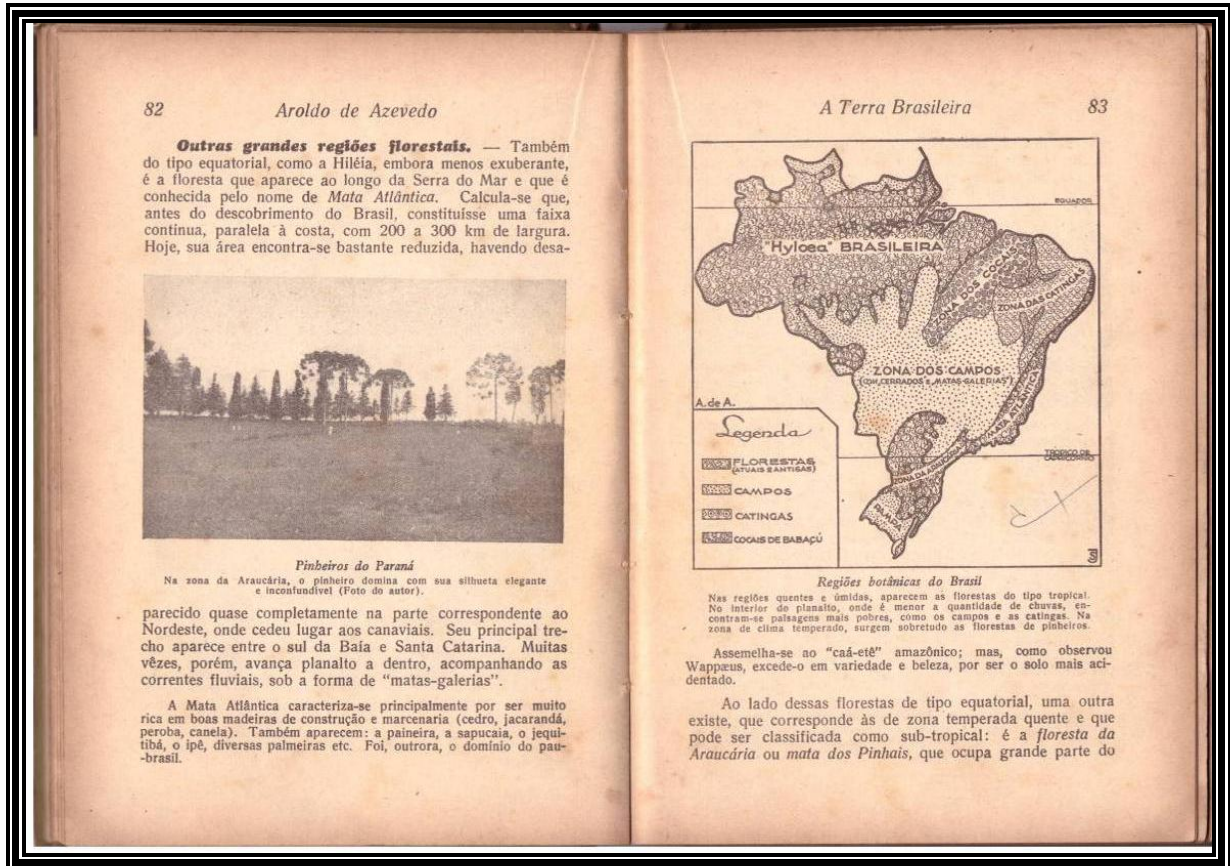 82 Aroldo de Azevedo
Outras grandes regiões florestais. — Também
do tipo equatorial, como a Hiléia, embora menos exuberante,
é a floresta que aparece ao longo da Serra do Mar e que é
conhecida pelo nome de Mata Atlântica. Calcula-se que,
antes do descobrimento do Brasil, constituísse uma faixa
contínua, paralela à costa, com 200 a 300 km de largura.
Hoje, sua área encontra-se bastante reduzida, havendo desa-
Pinheiros do Paraná
Na zona da Araucária, o pinheiro domina com sua silhueta elegante
e inconfundível (Foto do autor).
parecido quase completamente na parte correspondente ao
Nordeste, onde cedeu lugar aos canaviais. Seu principal tre-
cho aparece entre o sul da Baía e Santa Catarina. Muitas
vêzes, porém, avança planalto a dentro, acompanhando as
correntes fluviais, sob a forma de "matas-galerias".
A Mata Atlântica caracteriza-se principalmente por ser muito
rica em boas madeiras de construção e marcenaria (cedro, jacarandá,
peroba, canela). Também aparecem: a paineira, a sapucaia, o jequi-
tibá, o ipê, diversas palmeiras etc. Foi, outrora, o domínio do pau-
-brasil.
A Terra Brasileira 83
EQUADOR
"Hyloea" BRASILEIRA
ZONA DOS COCAIS
ZONA DAS CATINGAS
ZONA DOS CAMPOS
(COM "CERRADOS" E "MATAS-GALERIAS")
MATA ATLÂNTICA
TROPICO DE
CAPRICORNIO
ZONA DA ARAUCÁRIA
A. de A.
Legenda
FLORESTAS
(ATUAIS E ANTIGAS)
CAMPOS
CATINGAS
COCAIS DE BABAÇÚ
Regiões botânicas do Brasil
Nas regiões quentes e úmidas, aparecem as florestas do tipo tropical.
No interior do planalto, onde é menor a quantidade de chuvas, en-
contram-se paisagens mais pobres, como os campos e as catingas. Na
zona de clima temperado, surgem sobretudo as florestas de pinheiros.
Assemelha-se ao "caá-etê" amazônico; mas, como observou
Wappæus, excede-o em variedade e beleza, por ser o solo mais aci-
dentado.
Ao lado dessas florestas de tipo equatorial, uma outra
existe, que corresponde às de zona temperada quente e que
pode ser classificada como sub-tropical: é a floresta da
Araucária ou mata dos Pinhais, que ocupa grande parte do